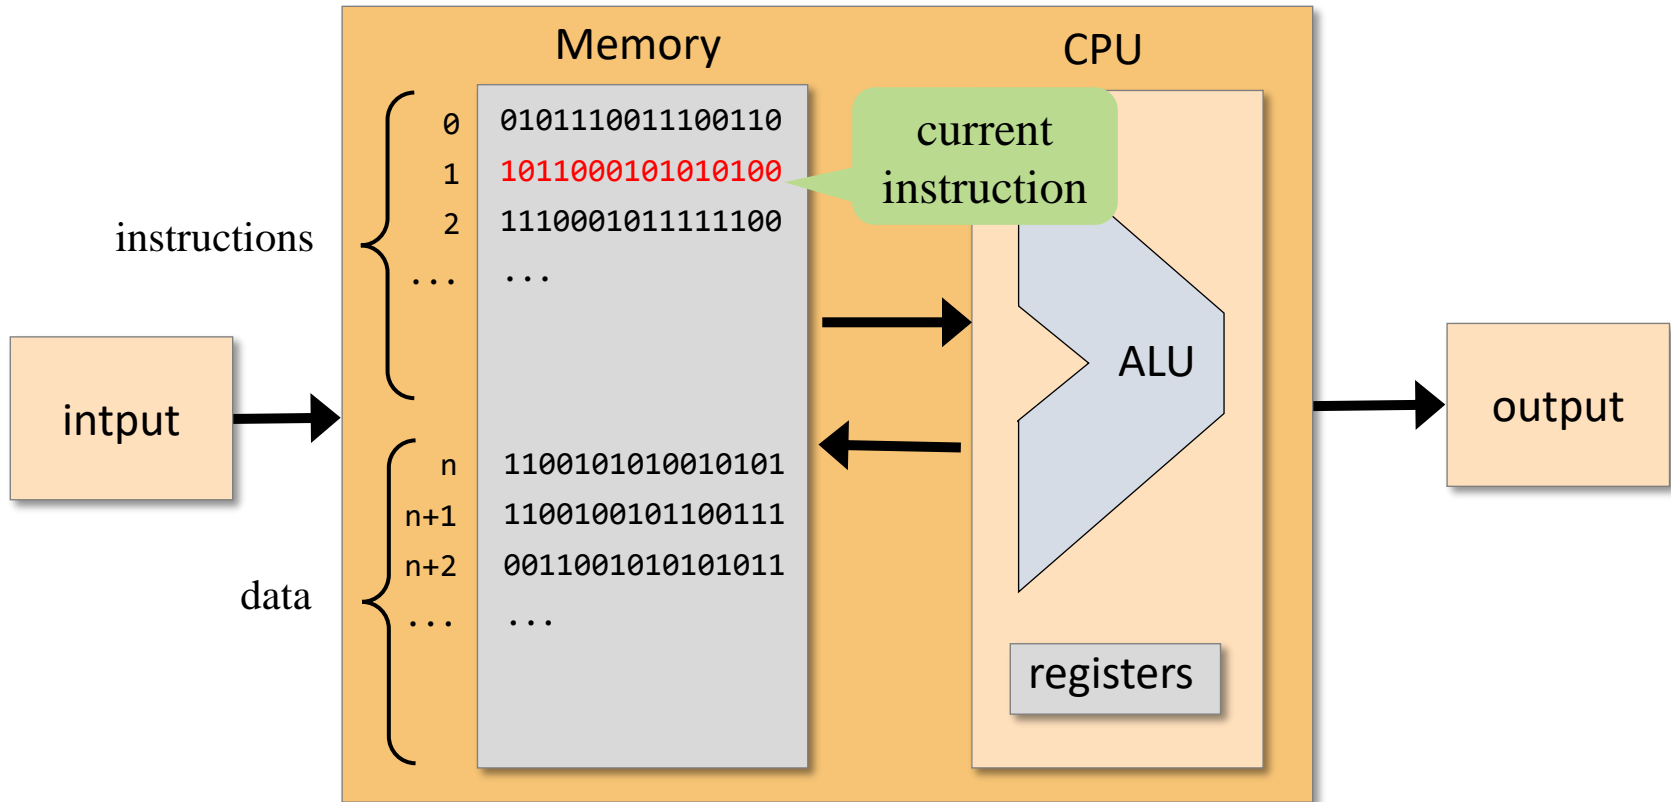 Memory
CPU
0 0101110011100110
1 1011000101010100
2 1110001011111100
... ...
current
instruction
instructions
ALU
intput
output
n 1100101010010101
n+1 1100100101100111
n+2 0011001010101011
... ...
data
registers